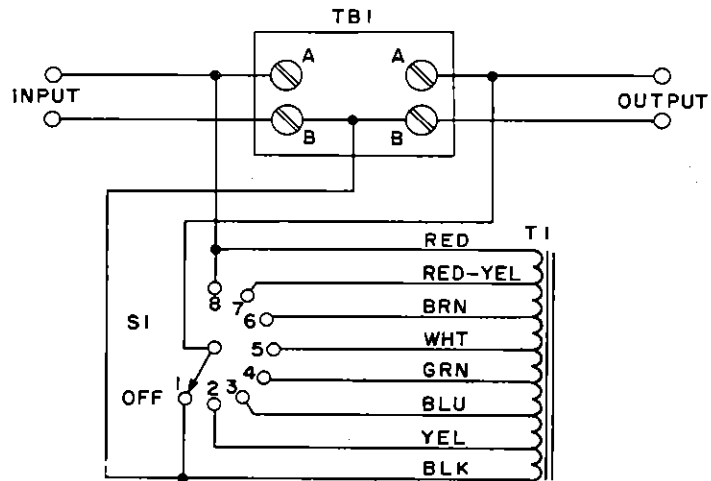 TB1
A
A
INPUT
OUTPUT
B
B
T1
RED
RED-YEL
8
7
BRN
6
S1
WHT
5
GRN
4
OFF
1
2
3
BLU
YEL
BLK